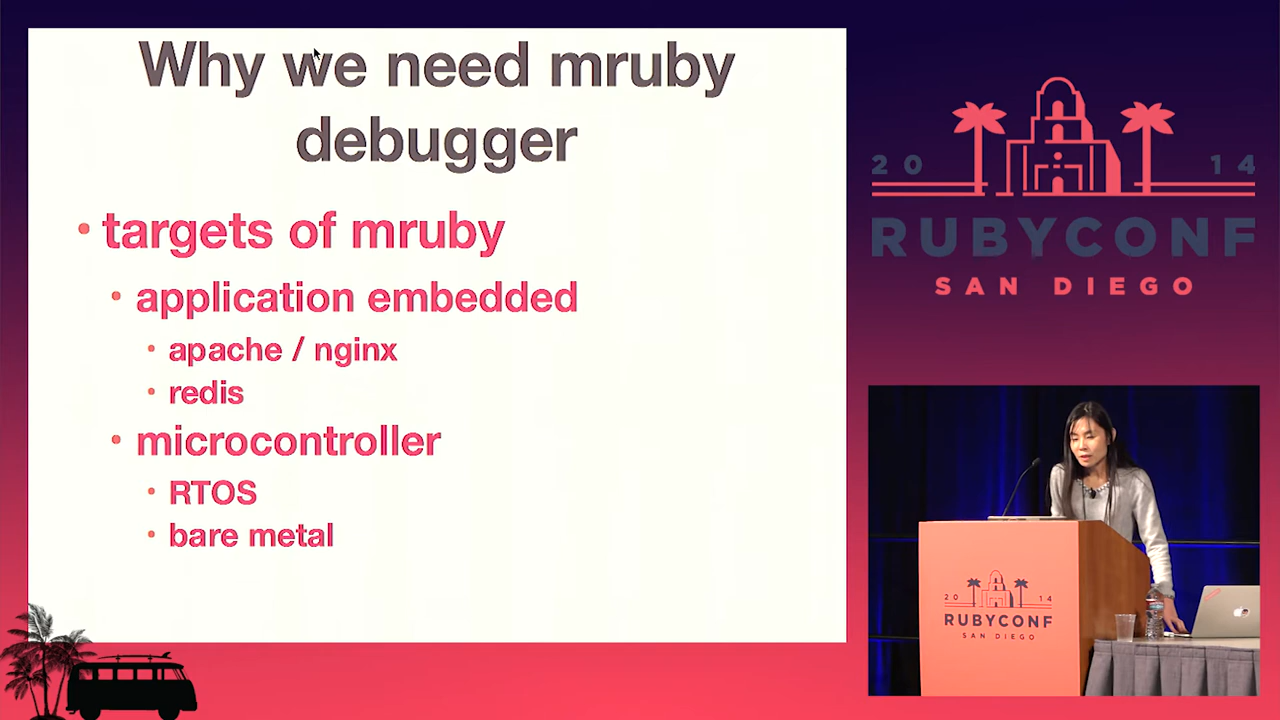 Why we need mruby
debugger
• targets of mruby
• application embedded
• apache / nginx
• redis
• microcontroller
• RTOS
• bare metal
20 14
RUBYCONF
SAN DIEGO
20 14
RUBYCONF
SAN DIEGO